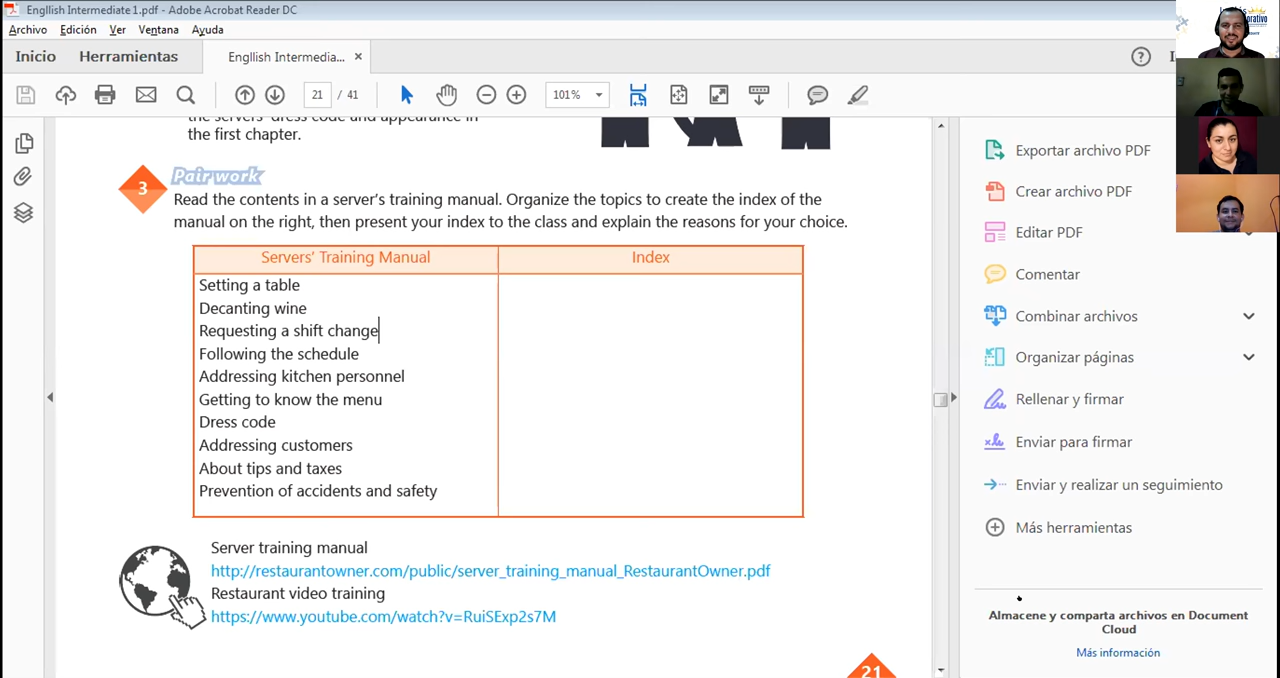 Engllish Intermediate 1.pdf - Adobe Acrobat Reader DC
Archivo Edición Ver Ventana Ayuda
Inicio Herramientas Engllish Intermedia... ×
21 / 41 101%
the servers' dress code and appearance in
the first chapter.
3 Pair work
Read the contents in a server's training manual. Organize the topics to create the index of the
manual on the right, then present your index to the class and explain the reasons for your choice.
Servers' Training Manual Index
Setting a table
Decanting wine
Requesting a shift change
Following the schedule
Addressing kitchen personnel
Getting to know the menu
Dress code
Addressing customers
About tips and taxes
Prevention of accidents and safety
Server training manual
http://restaurantowner.com/public/server_training_manual_RestaurantOwner.pdf
Restaurant video training
https://www.youtube.com/watch?v=RuiSExp2s7M
21
Exportar archivo PDF
Crear archivo PDF
Editar PDF
Comentar
Combinar archivos
Organizar páginas
Rellenar y firmar
Enviar para firmar
Enviar y realizar un seguimiento
Más herramientas
Almacene y comparta archivos en Document
Cloud
Más información